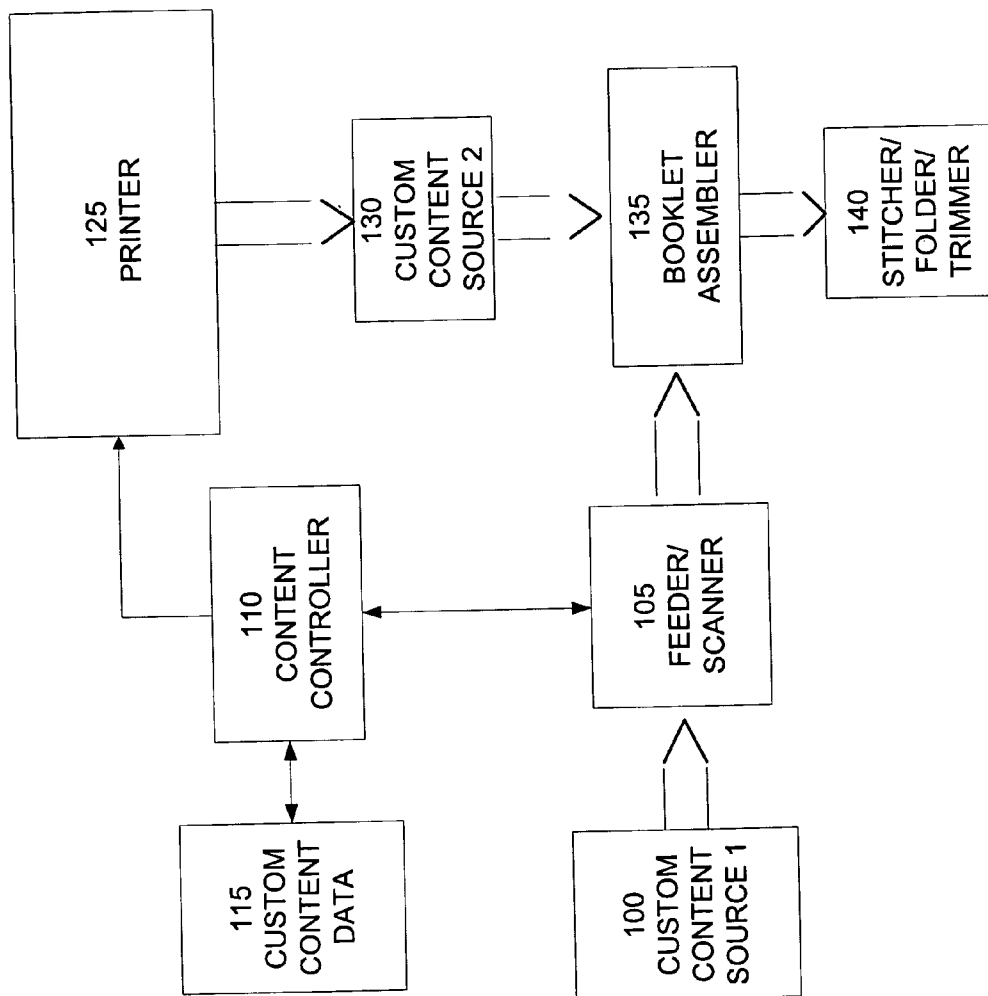 125
PRINTER
130
CUSTOM
CONTENT
SOURCE 2
135
BOOKLET
ASSEMBLER
140
STITCHER/
FOLDER/
TRIMMER
110
CONTENT
CONTROLLER
105
FEEDER/
SCANNER
115
CUSTOM
CONTENT
DATA
100
CUSTOM
CONTENT
SOURCE 1